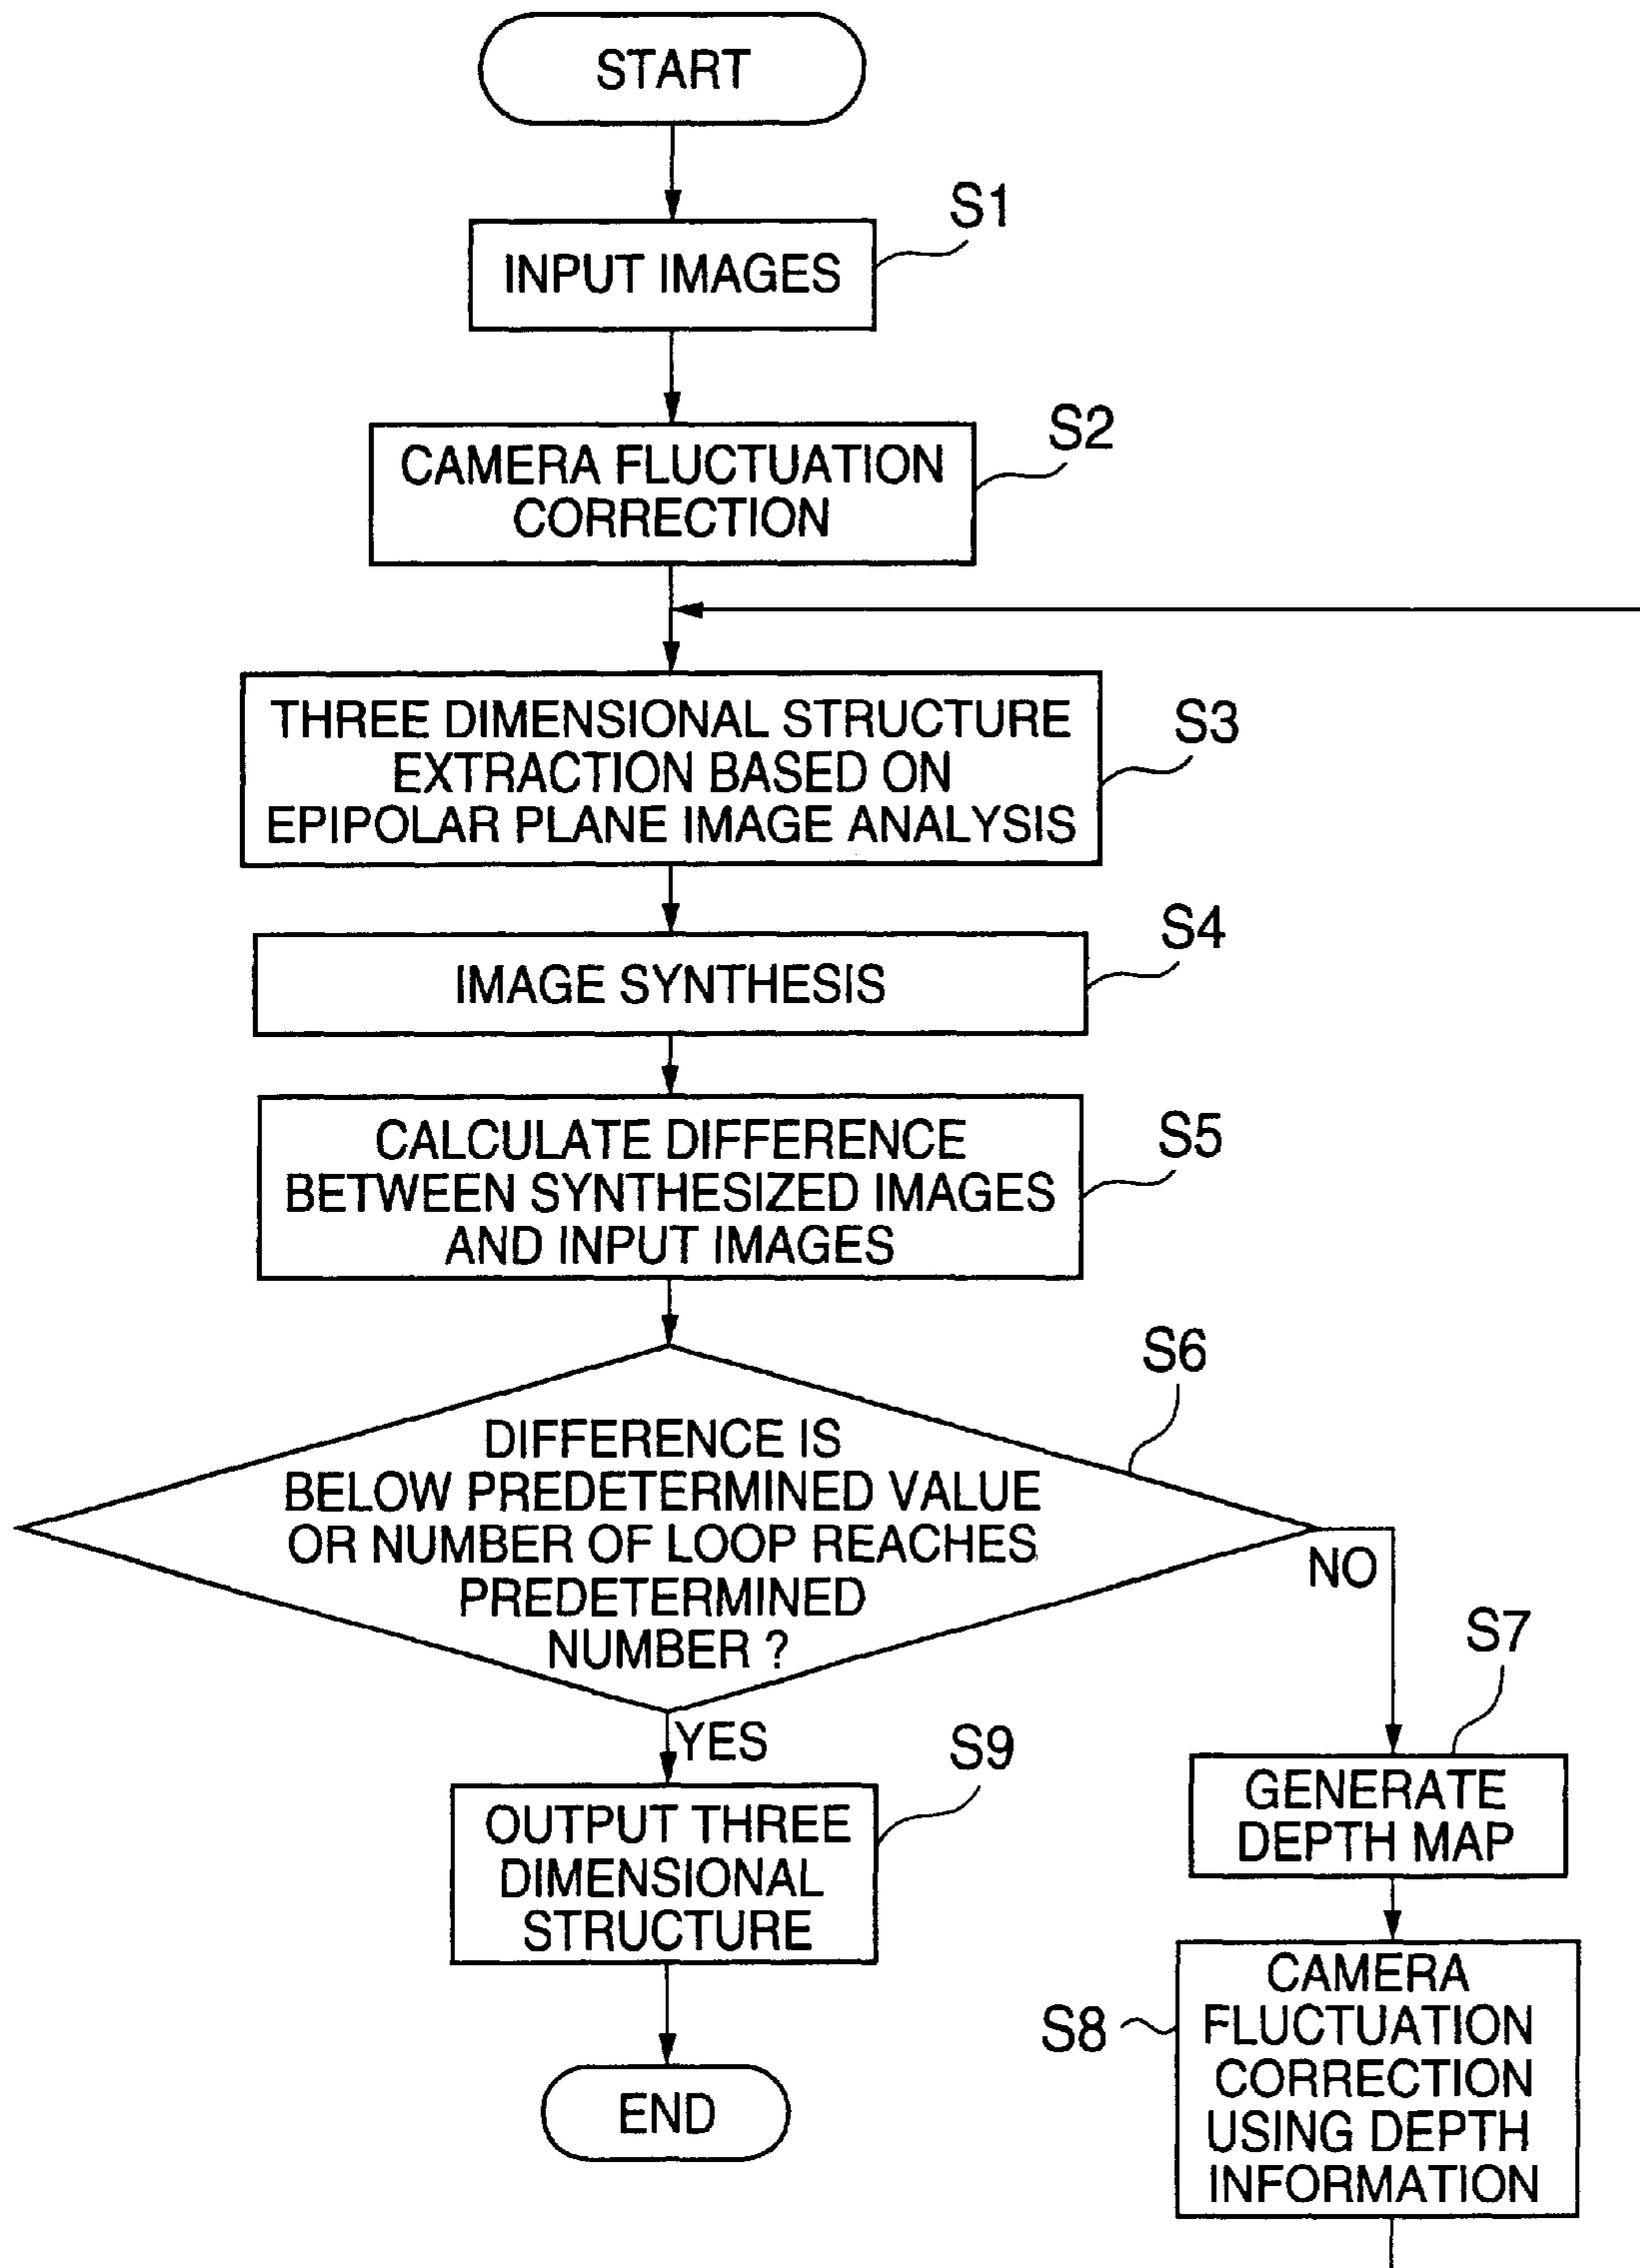 START
S1
INPUT IMAGES
S2
CAMERA FLUCTUATION
CORRECTION
S3
THREE DIMENSIONAL STRUCTURE
EXTRACTION BASED ON
EPIPOLAR PLANE IMAGE ANALYSIS
S4
IMAGE SYNTHESIS
S5
CALCULATE DIFFERENCE
BETWEEN SYNTHESIZED IMAGES
AND INPUT IMAGES
S6
DIFFERENCE IS
BELOW PREDETERMINED VALUE
OR NUMBER OF LOOP REACHES
PREDETERMINED
NUMBER ?
NO
YES
S7
GENERATE
DEPTH MAP
S9
OUTPUT THREE
DIMENSIONAL
STRUCTURE
S8
CAMERA
FLUCTUATION
CORRECTION
USING DEPTH
INFORMATION
END